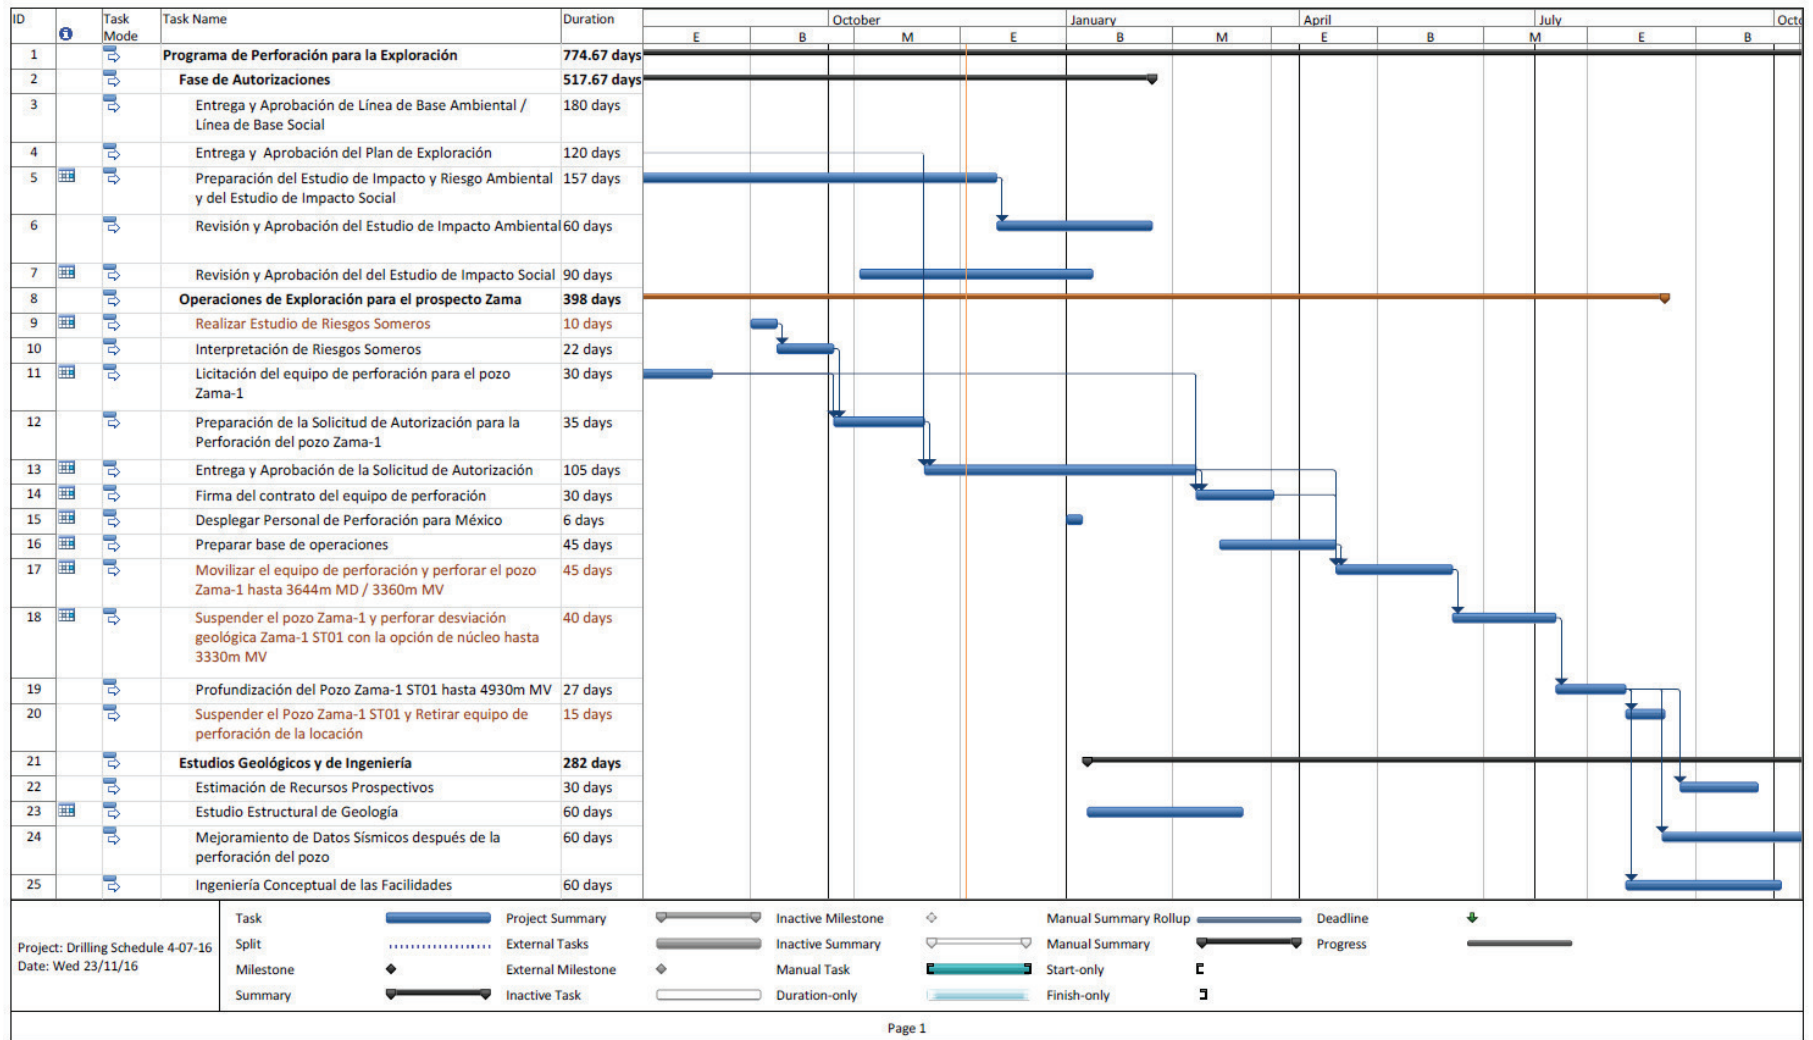 ID Task Mode Task Name Duration October January April July Octo
E B M E B M E B M E B
1 Programa de Perforación para la Exploración 774.67 days
2 Fase de Autorizaciones 517.67 days
3 Entrega y Aprobación de Línea de Base Ambiental / 180 days
Línea de Base Social
4 Entrega y Aprobación del Plan de Exploración 120 days
5 Preparación del Estudio de Impacto y Riesgo Ambiental 157 days
y del Estudio de Impacto Social
6 Revisión y Aprobación del Estudio de Impacto Ambiental 60 days
7 Revisión y Aprobación del del Estudio de Impacto Social 90 days
8 Operaciones de Exploración para el prospecto Zama 398 days
9 Realizar Estudio de Riesgos Someros 10 days
10 Interpretación de Riesgos Someros 22 days
11 Licitación del equipo de perforación para el pozo 30 days
Zama-1
12 Preparación de la Solicitud de Autorización para la 35 days
Perforación del pozo Zama-1
13 Entrega y Aprobación de la Solicitud de Autorización 105 days
14 Firma del contrato del equipo de perforación 30 days
15 Desplegar Personal de Perforación para México 6 days
16 Preparar base de operaciones 45 days
17 Movilizar el equipo de perforación y perforar el pozo 45 days
Zama-1 hasta 3644m MD / 3360m MV
18 Suspender el pozo Zama-1 y perforar desviación 40 days
geológica Zama-1 ST01 con la opción de núcleo hasta
3330m MV
19 Profundización del Pozo Zama-1 ST01 hasta 4930m MV 27 days
20 Suspender el Pozo Zama-1 ST01 y Retirar equipo de 15 days
perforación de la locación
21 Estudios Geológicos y de Ingeniería 282 days
22 Estimación de Recursos Prospectivos 30 days
23 Estudio Estructural de Geología 60 days
24 Mejoramiento de Datos Sísmicos después de la 60 days
perforación del pozo
25 Ingeniería Conceptual de las Facilidades 60 days
Project: Drilling Schedule 4-07-16
Date: Wed 23/11/16
Task Project Summary Inactive Milestone Manual Summary Rollup Deadline
Split External Tasks Inactive Summary Manual Summary Progress
Milestone External Milestone Manual Task Start-only
Summary Inactive Task Duration-only Finish-only
Page 1